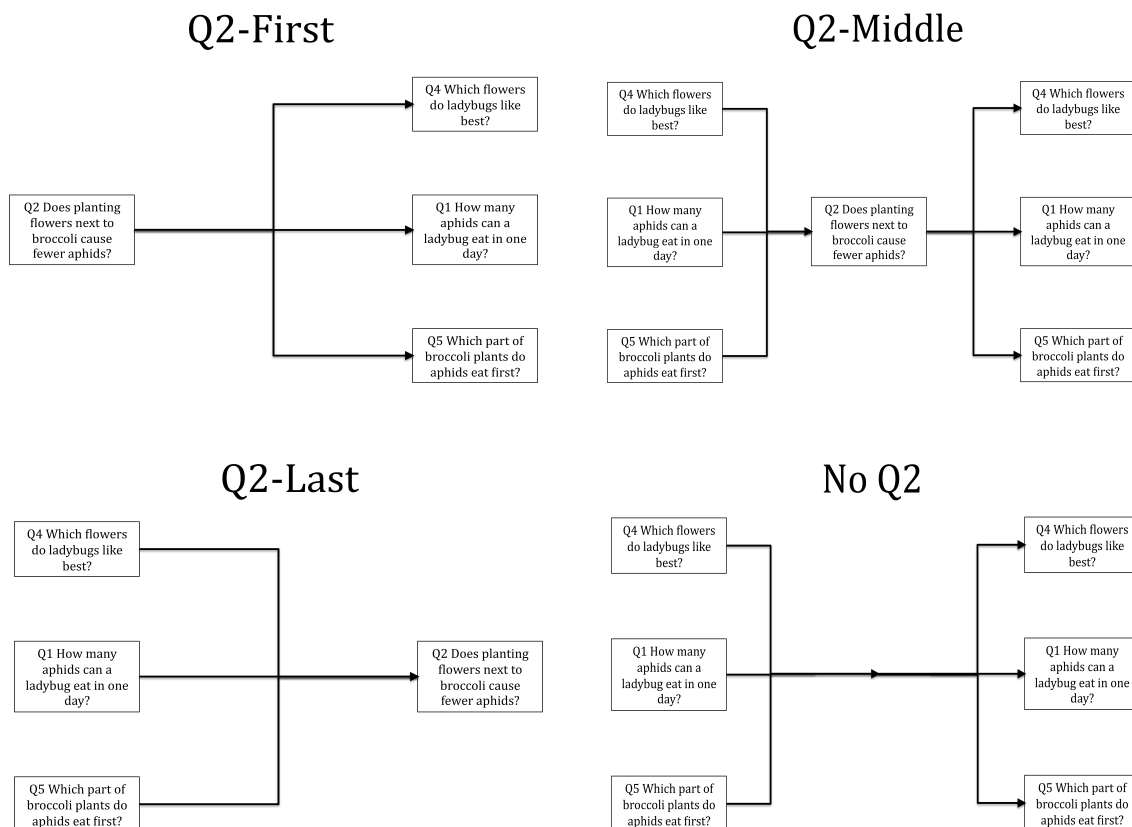 Q2-First
Q4 Which flowers
do ladybugs like
best?
Q2 Does planting
flowers next to
broccoli cause
fewer aphids?
Q1 How many
aphids can a
ladybug eat in one
day?
Q5 Which part of
broccoli plants do
aphids eat first?
Q2-Middle
Q4 Which flowers
do ladybugs like
best?
Q1 How many
aphids can a
ladybug eat in one
day?
Q5 Which part of
broccoli plants do
aphids eat first?
Q2 Does planting
flowers next to
broccoli cause
fewer aphids?
Q4 Which flowers
do ladybugs like
best?
Q1 How many
aphids can a
ladybug eat in one
day?
Q5 Which part of
broccoli plants do
aphids eat first?
Q2-Last
Q4 Which flowers
do ladybugs like
best?
Q1 How many
aphids can a
ladybug eat in one
day?
Q5 Which part of
broccoli plants do
aphids eat first?
Q2 Does planting
flowers next to
broccoli cause
fewer aphids?
No Q2
Q4 Which flowers
do ladybugs like
best?
Q1 How many
aphids can a
ladybug eat in one
day?
Q5 Which part of
broccoli plants do
aphids eat first?
Q4 Which flowers
do ladybugs like
best?
Q1 How many
aphids can a
ladybug eat in one
day?
Q5 Which part of
broccoli plants do
aphids eat first?